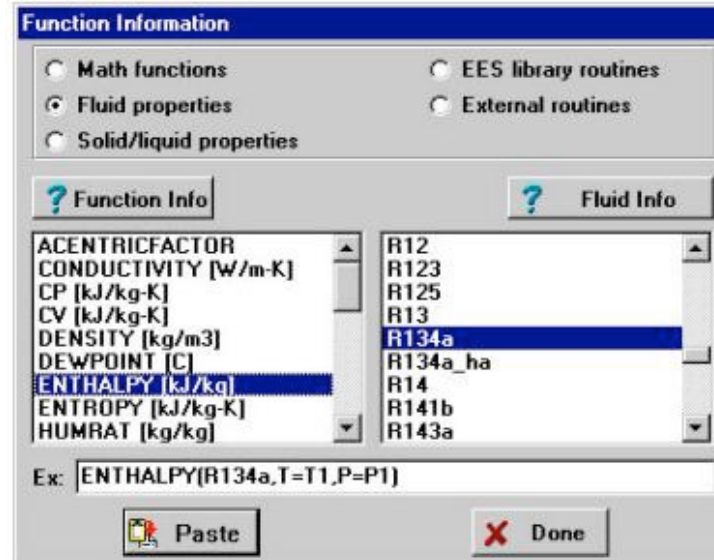 Function Information
Math functions
EES library routines
Fluid properties
External routines
Solid/liquid properties
? Function Info
? Fluid Info
ACENTRICFACTOR
CONDUCTIVITY [W/m-K]
CP [kJ/kg-K]
CV [kJ/kg-K]
DENSITY [kg/m3]
DEWPOINT [C]
ENTHALPY [kJ/kg]
ENTROPY [kJ/kg-K]
HUMRAT [kg/kg]
R12
R123
R125
R13
R134a
R134a_ha
R14
R141b
R143a
Ex: ENTHALPY(R134a,T=T1,P=P1)
Paste
Done